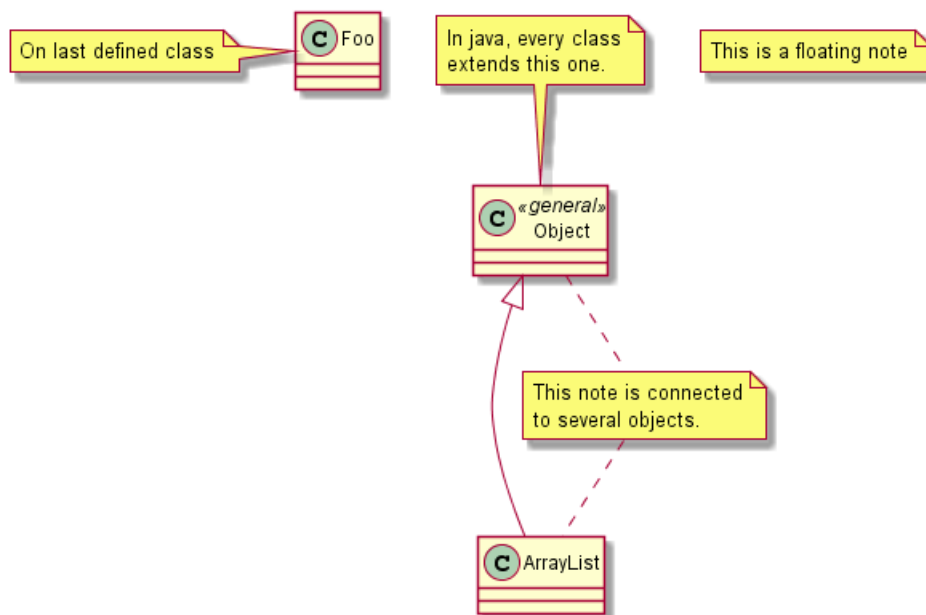 On last defined class
C Foo
In java, every class
extends this one.
This is a floating note
C «general»
Object
This note is connected
to several objects.
C ArrayList